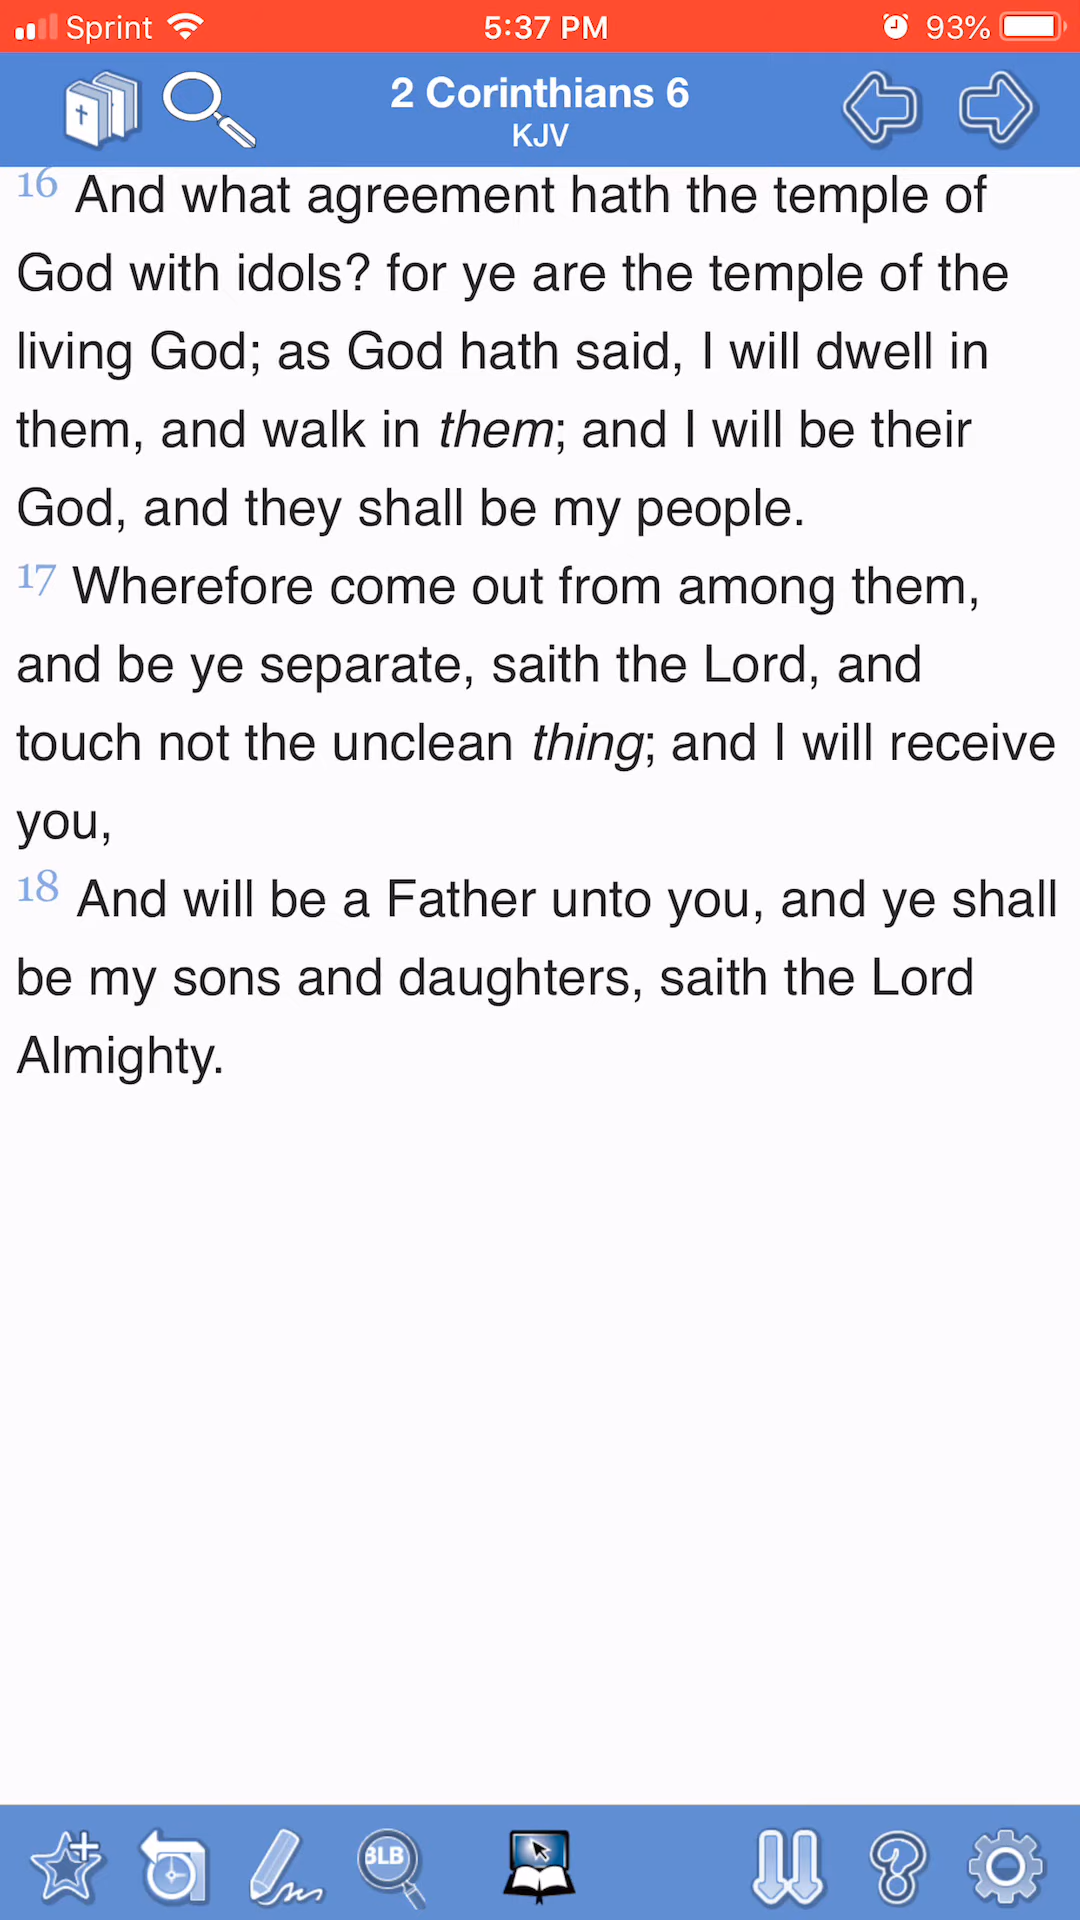 Sprint 5:37 PM 93%
2 Corinthians 6
KJV
16 And what agreement hath the temple of
God with idols? for ye are the temple of the
living God; as God hath said, I will dwell in
them, and walk in them; and I will be their
God, and they shall be my people.
17 Wherefore come out from among them,
and be ye separate, saith the Lord, and
touch not the unclean thing; and I will receive
you,
18 And will be a Father unto you, and ye shall
be my sons and daughters, saith the Lord
Almighty.
BLB